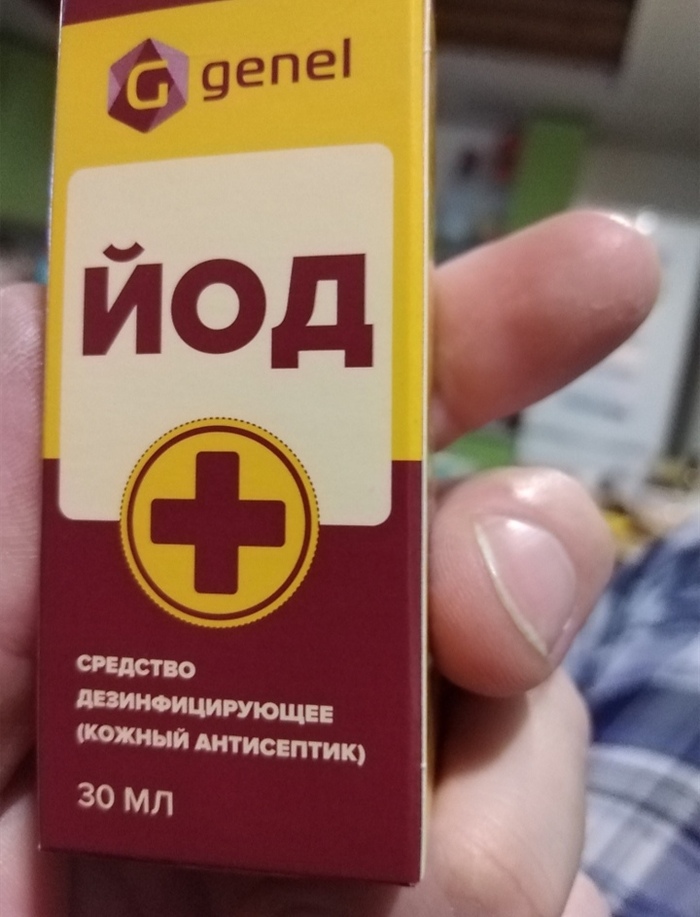 G genel
ЙОД
СРЕДСТВО
ДЕЗИНФИЦИРУЮЩЕЕ
(КОЖНЫЙ АНТИСЕПТИК)
30 МЛ